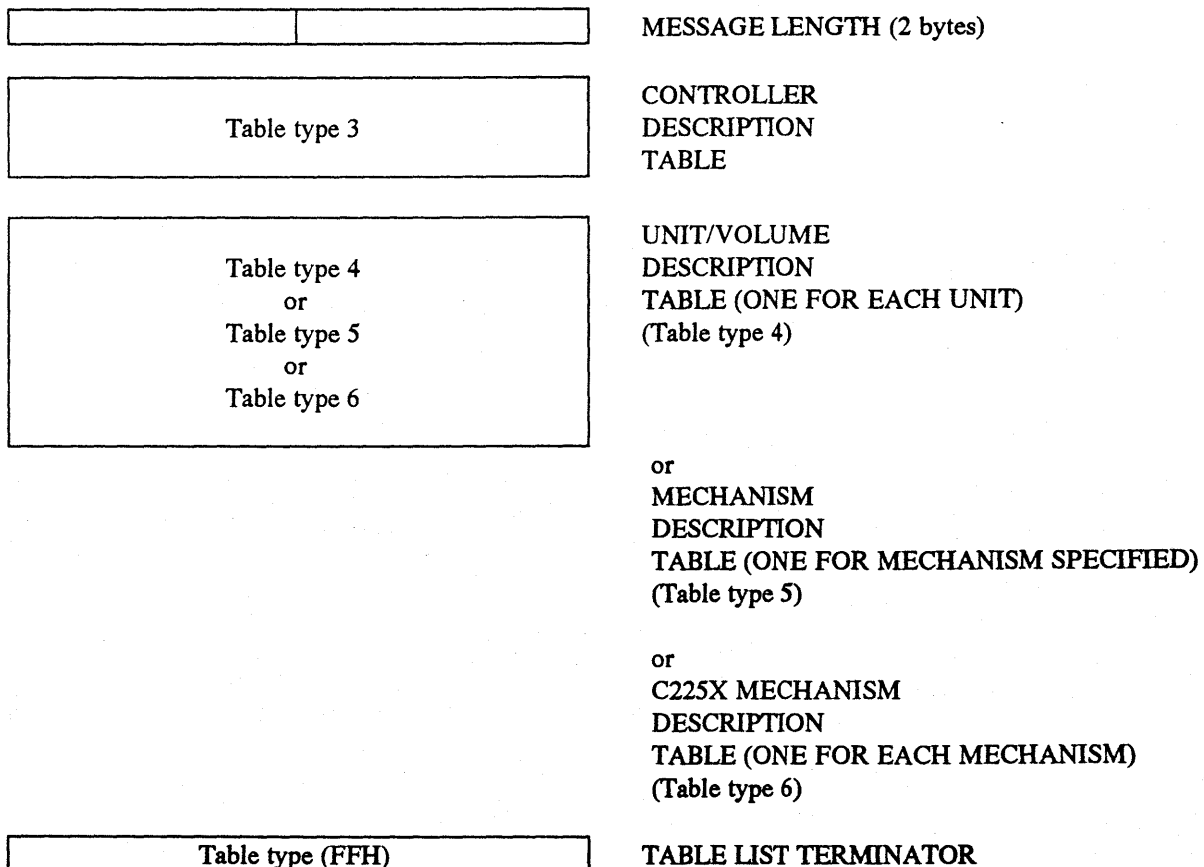 MESSAGE LENGTH (2 bytes)
Table type 3
CONTROLLER
DESCRIPTION
TABLE
Table type 4
or
Table type 5
or
Table type 6
UNIT/VOLUME
DESCRIPTION
TABLE (ONE FOR EACH UNIT)
(Table type 4)
or
MECHANISM
DESCRIPTION
TABLE (ONE FOR MECHANISM SPECIFIED)
(Table type 5)
or
C225X MECHANISM
DESCRIPTION
TABLE (ONE FOR EACH MECHANISM)
(Table type 6)
Table type (FFH)
TABLE LIST TERMINATOR